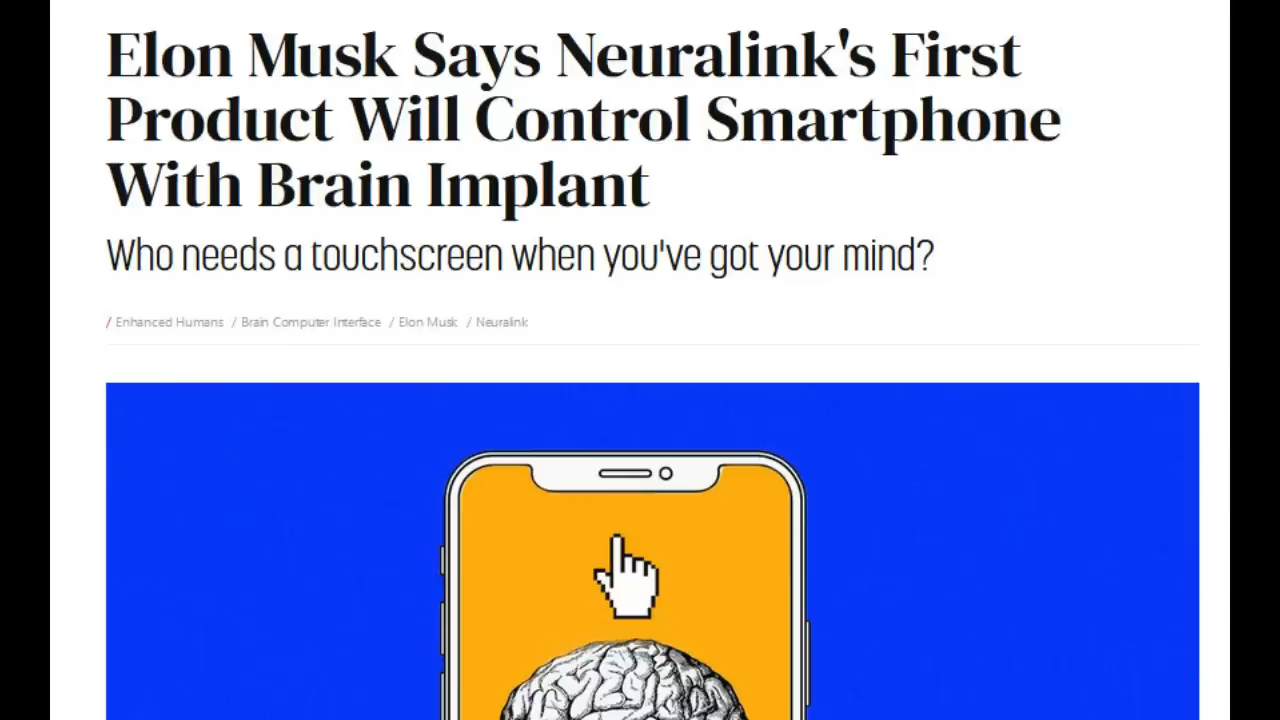 Elon Musk Says Neuralink's First
Product Will Control Smartphone
With Brain Implant
Who needs a touchscreen when you've got your mind?
/ Enhanced Humans / Brain Computer Interface / Elon Musk / Neuralink